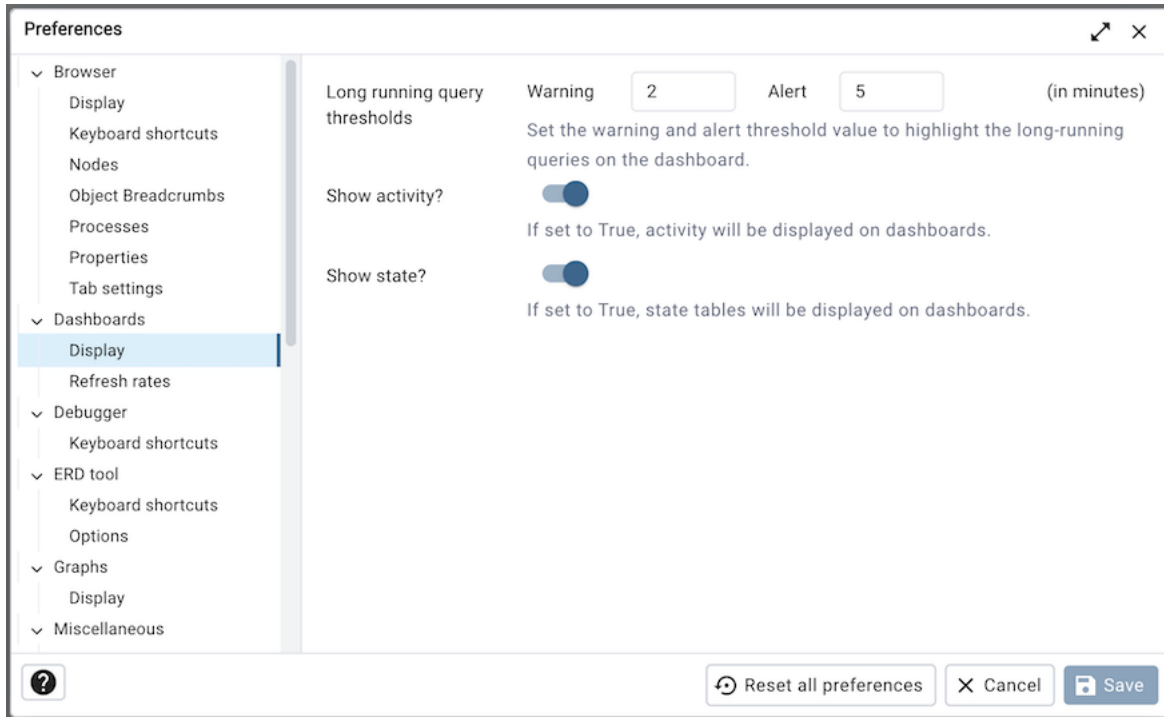 Preferences
Browser
Display
Keyboard shortcuts
Nodes
Object Breadcrumbs
Processes
Properties
Tab settings
Dashboards
Display
Refresh rates
Debugger
Keyboard shortcuts
ERD tool
Keyboard shortcuts
Options
Graphs
Display
Miscellaneous
Long running query
thresholds
Warning 2 Alert 5 (in minutes)
Set the warning and alert threshold value to highlight the long-running
queries on the dashboard.
Show activity?
If set to True, activity will be displayed on dashboards.
Show state?
If set to True, state tables will be displayed on dashboards.
? Reset all preferences Cancel Save